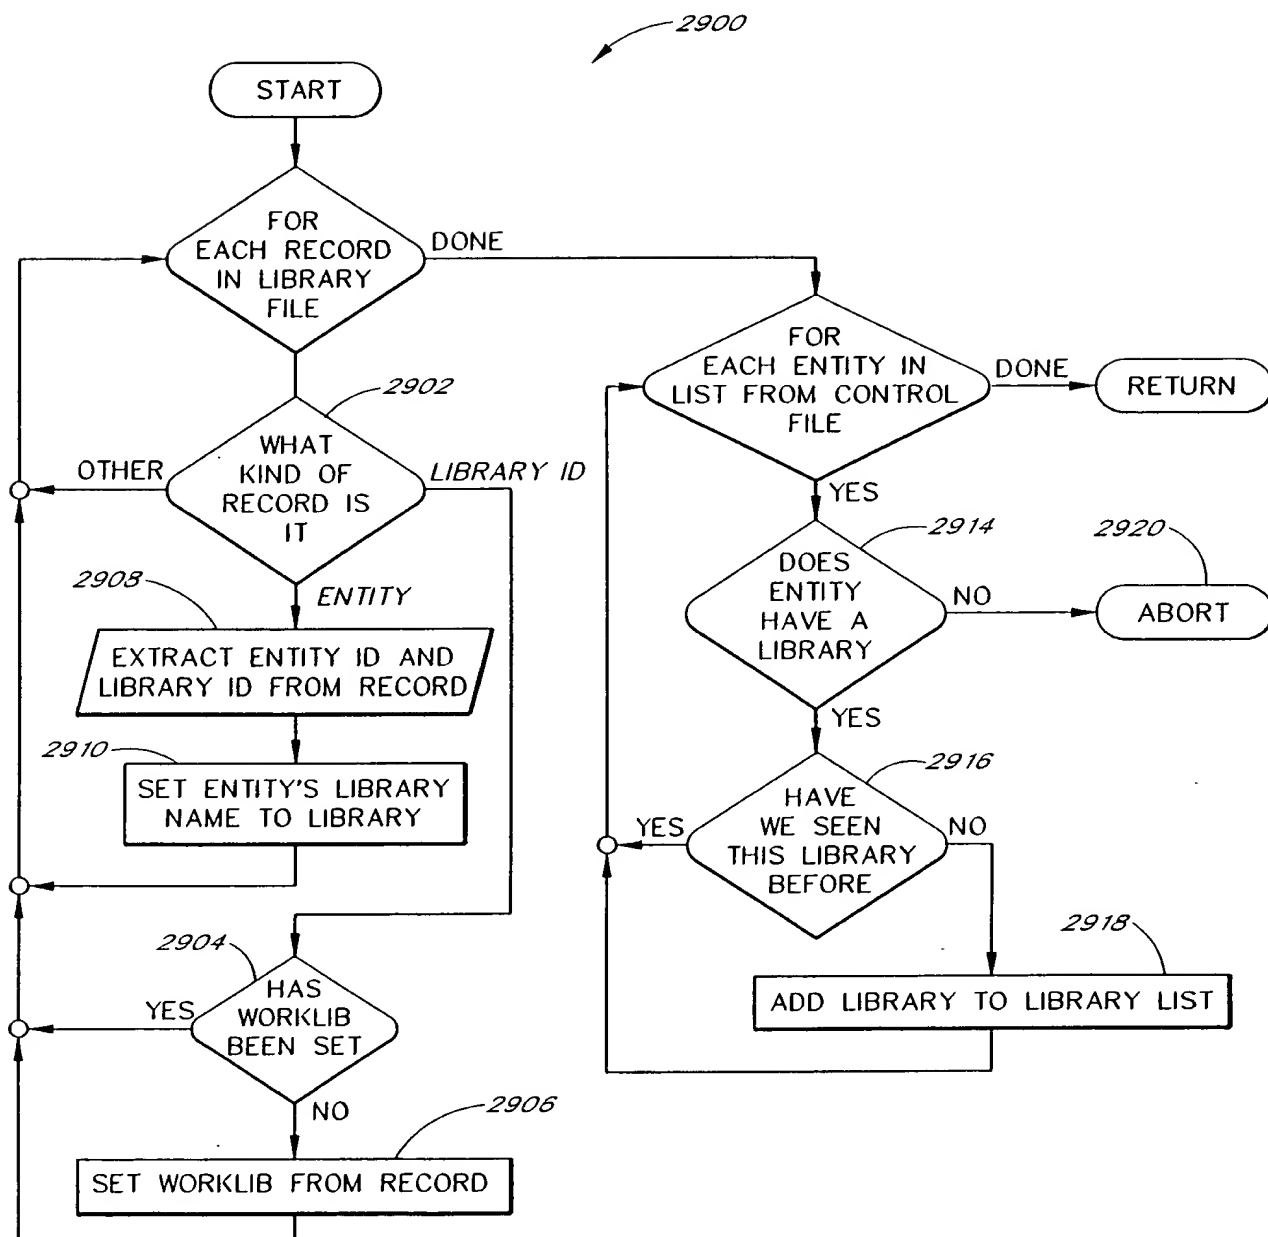 2900
START
FOR
EACH RECORD
IN LIBRARY
FILE
DONE
2902
WHAT
KIND OF
RECORD IS
IT
OTHER
LIBRARY ID
ENTITY
2908
EXTRACT ENTITY ID AND
LIBRARY ID FROM RECORD
2910
SET ENTITY'S LIBRARY
NAME TO LIBRARY
2904
HAS
WORKLIB
BEEN SET
YES
NO
2906
SET WORKLIB FROM RECORD
FOR
EACH ENTITY IN
LIST FROM CONTROL
FILE
DONE
RETURN
YES
2914
DOES
ENTITY
HAVE A
LIBRARY
NO
2920
ABORT
YES
2916
HAVE
WE SEEN
THIS LIBRARY
BEFORE
YES
NO
2918
ADD LIBRARY TO LIBRARY LIST